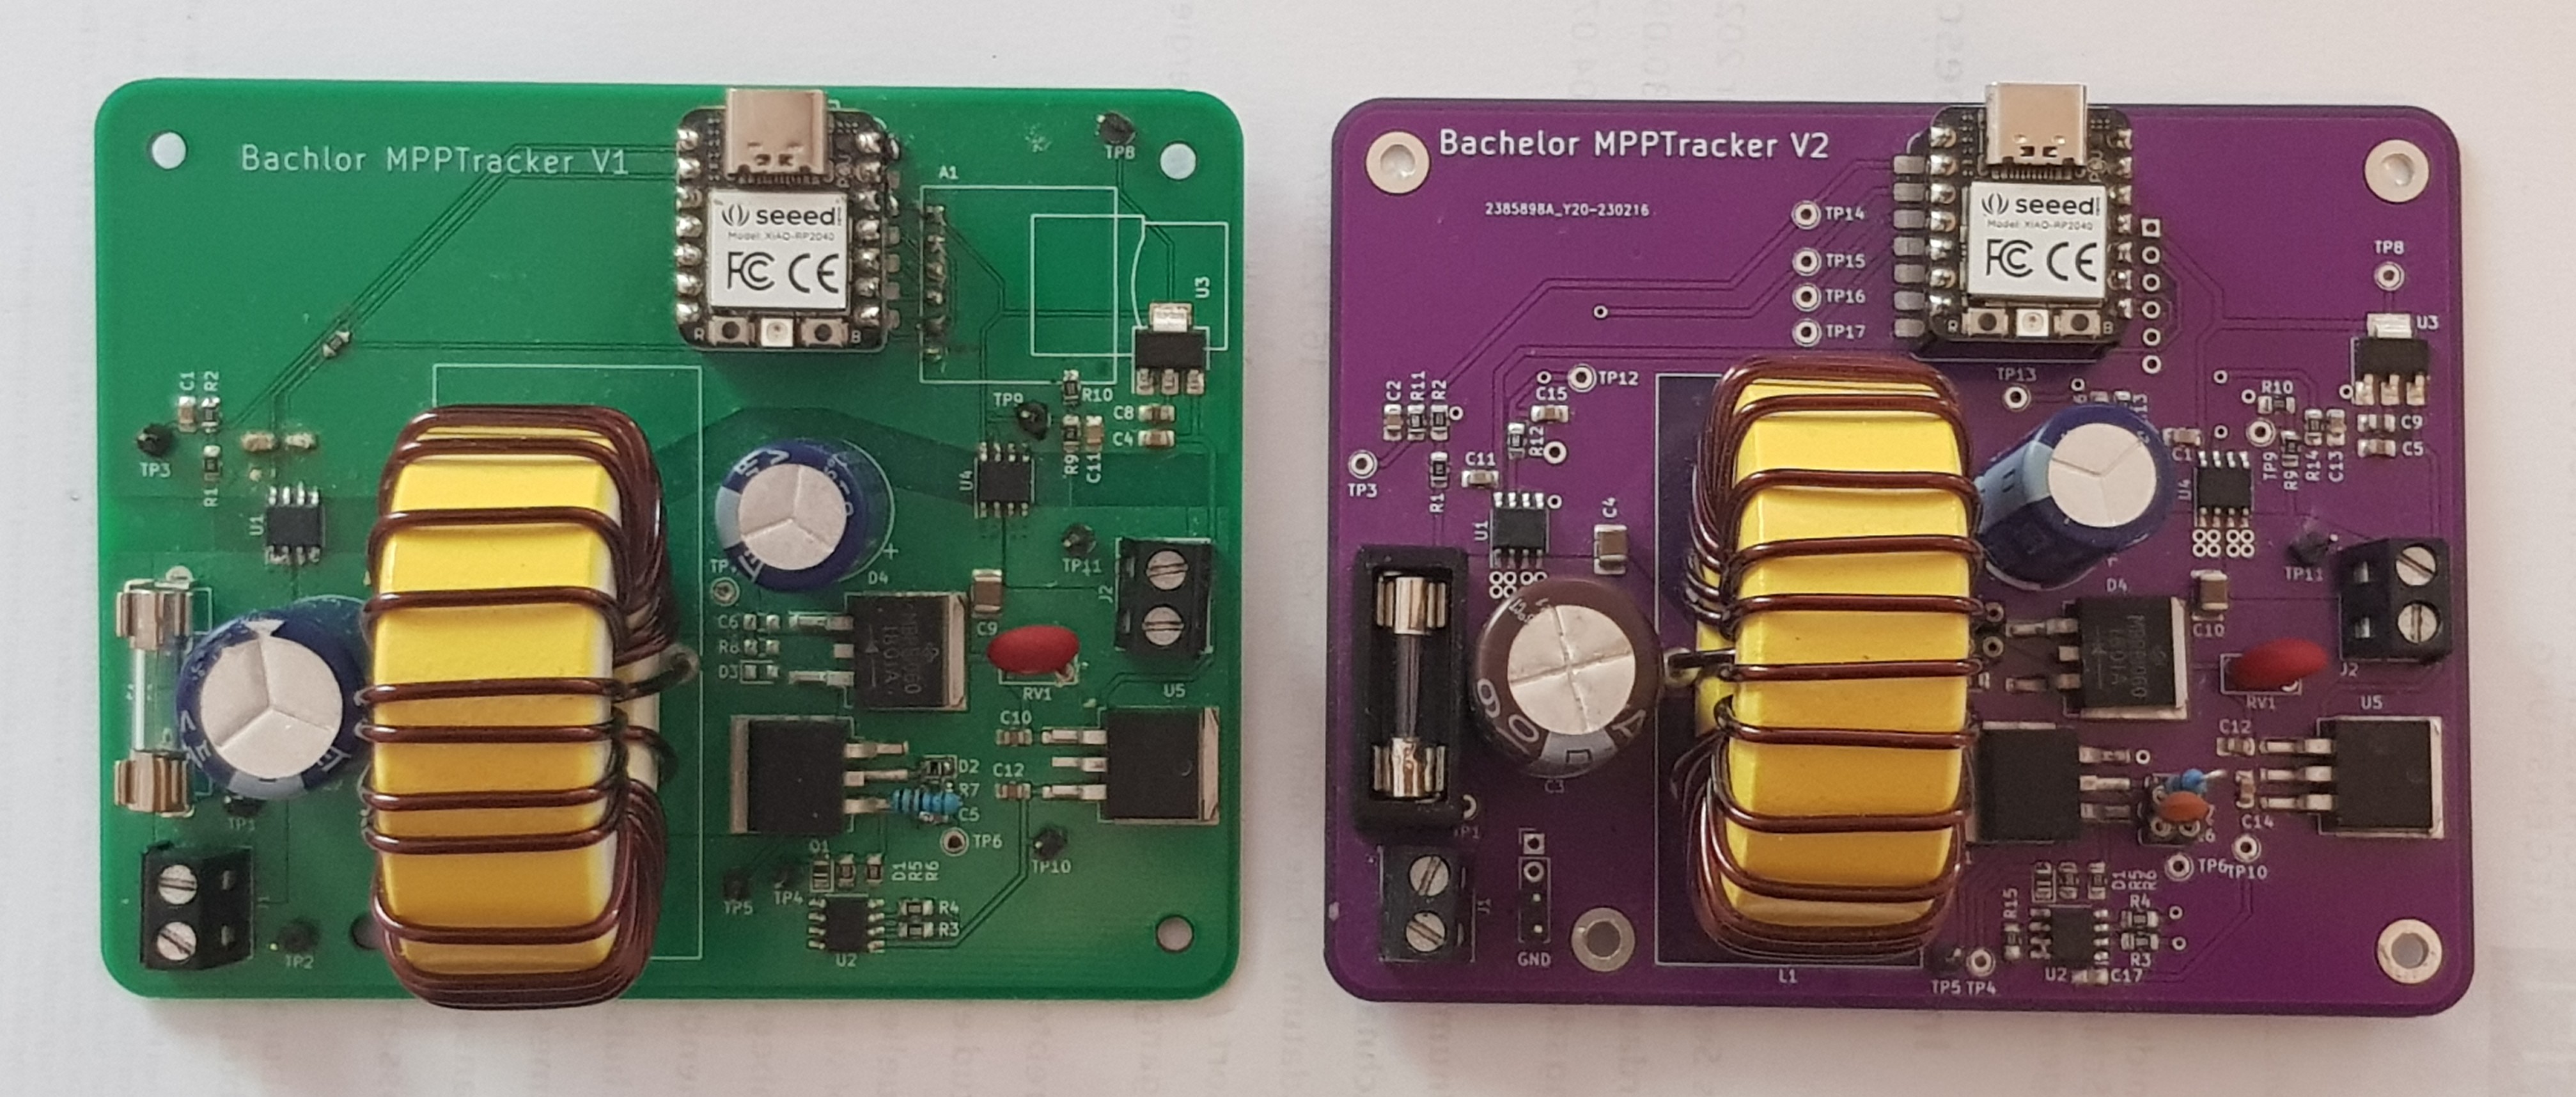 Bachlor MPPTracker V1
seeed
Model: XIAO-RP2040
FC CE
R
B
A1
TP8
U3
C1
R2
TP3
R1
U1
TP9
R10
C8
C4
R9
C11
U4
TP11
J2
D4
C6
R8
D3
C9
RV1
U5
C10
C12
D2
R7
C5
TP6
TP10
TP1
J1
TP2
TP5
TP4
Q1
D1
R5
R6
R4
R3
U2
Bachelor MPPTracker V2
2385898A_Y20-230216
seeed
Model: XIAO-RP2040
FC CE
R
B
TP14
TP15
TP16
TP17
TP8
U3
TP12
TP13
C2
R11
R2
C15
R12
TP3
R1
C11
U1
C4
C1
U4
R10
TP9
R9
R14
C13
C9
C5
TP11
J2
D4
C10
RV1
U5
C12
C14
C3
TP6
TP10
J1
GND
L1
R15
D1
R5
R6
R4
R3
U2
C17
TP5 TP4